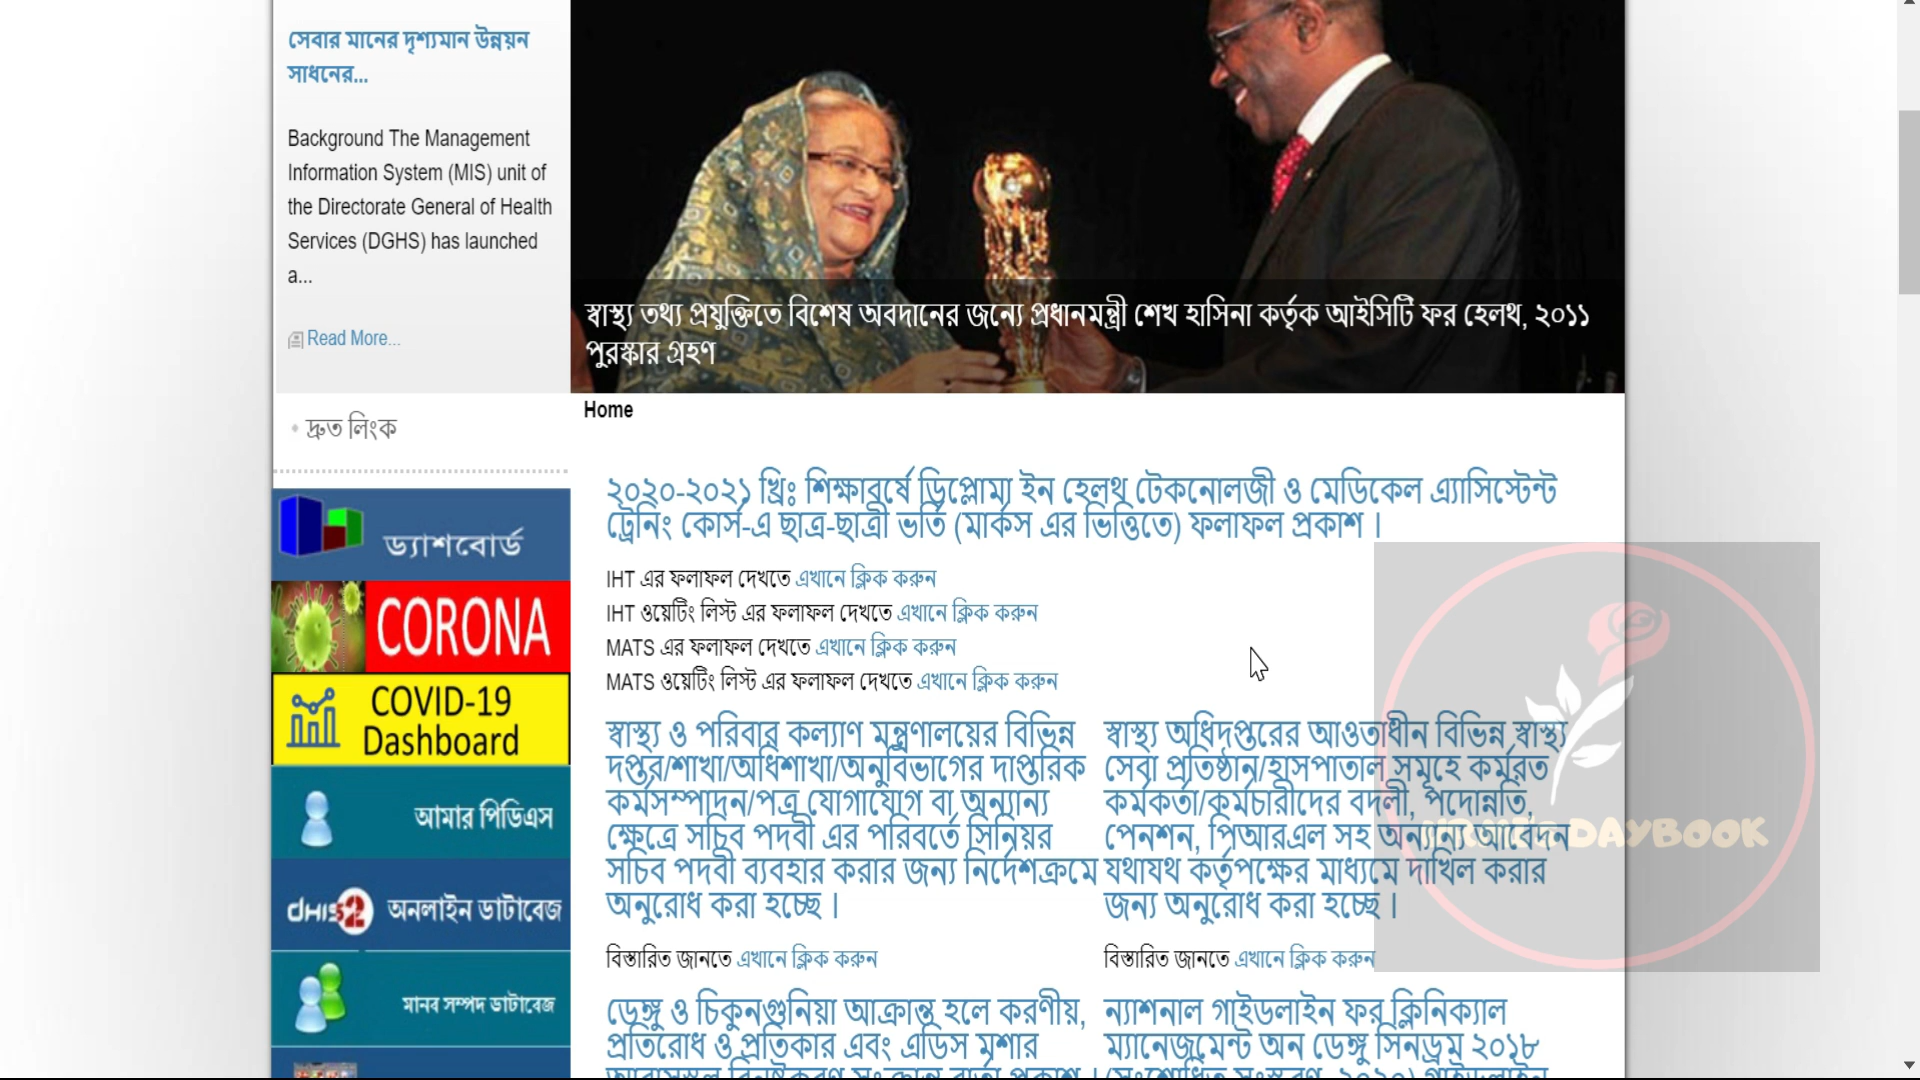 সেবার মানের দৃশ্যমান উন্নয়ন
সাধনের...
Background The Management
Information System (MIS) unit of
the Directorate General of Health
Services (DGHS) has launched
a...
Read More...
স্বাস্থ্য তথ্য প্রযুক্তিতে বিশেষ অবদানের জন্যে প্রধানমন্ত্রী শেখ হাসিনা কর্তৃক আইসিটি ফর হেলথ, ২০১১
পুরস্কার গ্রহণ
দ্রুত লিংক
ড্যাশবোর্ড
CORONA
COVID-19
Dashboard
আমার পিডিএস
DHIS2 অনলাইন ডাটাবেজ
মানব সম্পদ ডাটাবেজ
Home
২০২০-২০২১ খ্রিঃ শিক্ষাবর্ষে ডিপ্লোমা ইন হেলথ টেকনোলজী ও মেডিকেল এ্যাসিস্টেন্ট
ট্রেনিং কোর্স-এ ছাত্র-ছাত্রী ভর্তি (মার্কস এর ভিত্তিতে) ফলাফল প্রকাশ ।
IHT এর ফলাফল দেখতে এখানে ক্লিক করুন
IHT ওয়েটিং লিস্ট এর ফলাফল দেখতে এখানে ক্লিক করুন
MATS এর ফলাফল দেখতে এখানে ক্লিক করুন
MATS ওয়েটিং লিস্ট এর ফলাফল দেখতে এখানে ক্লিক করুন
স্বাস্থ্য ও পরিবার কল্যাণ মন্ত্রণালয়ের বিভিন্ন
দপ্তর/শাখা/অধিশাখা/অনুবিভাগের দাপ্তরিক
কর্মসম্পাদন/পত্র যোগাযোগ বা অন্যান্য
ক্ষেত্রে সচিব পদবী এর পরিবর্তে সিনিয়র
সচিব পদবী ব্যবহার করার জন্য নির্দেশক্রমে
অনুরোধ করা হচ্ছে ।
বিস্তারিত জানতে এখানে ক্লিক করুন
স্বাস্থ্য অধিদপ্তরের আওতাধীন বিভিন্ন স্বাস্থ্য
সেবা প্রতিষ্ঠান/হাসপাতাল সমূহে কর্মরত
কর্মকর্তা/কর্মচারীদের বদলী, পদোন্নতি,
পেনশন, পিআরএল সহ অন্যান্য আবেদন
যথাযথ কর্তৃপক্ষের মাধ্যমে দাখিল করার
জন্য অনুরোধ করা হচ্ছে ।
বিস্তারিত জানতে এখানে ক্লিক করুন
DAYBOOK
ডেঙ্গু ও চিকুনগুনিয়া আক্রান্ত হলে করণীয়,
প্রতিরোধ ও প্রতিকার এবং এডিস মশার
ন্যাশনাল গাইডলাইন ফর ক্লিনিক্যাল
ম্যানেজমেন্ট অন ডেঙ্গু সিনড্রম ২০১৮